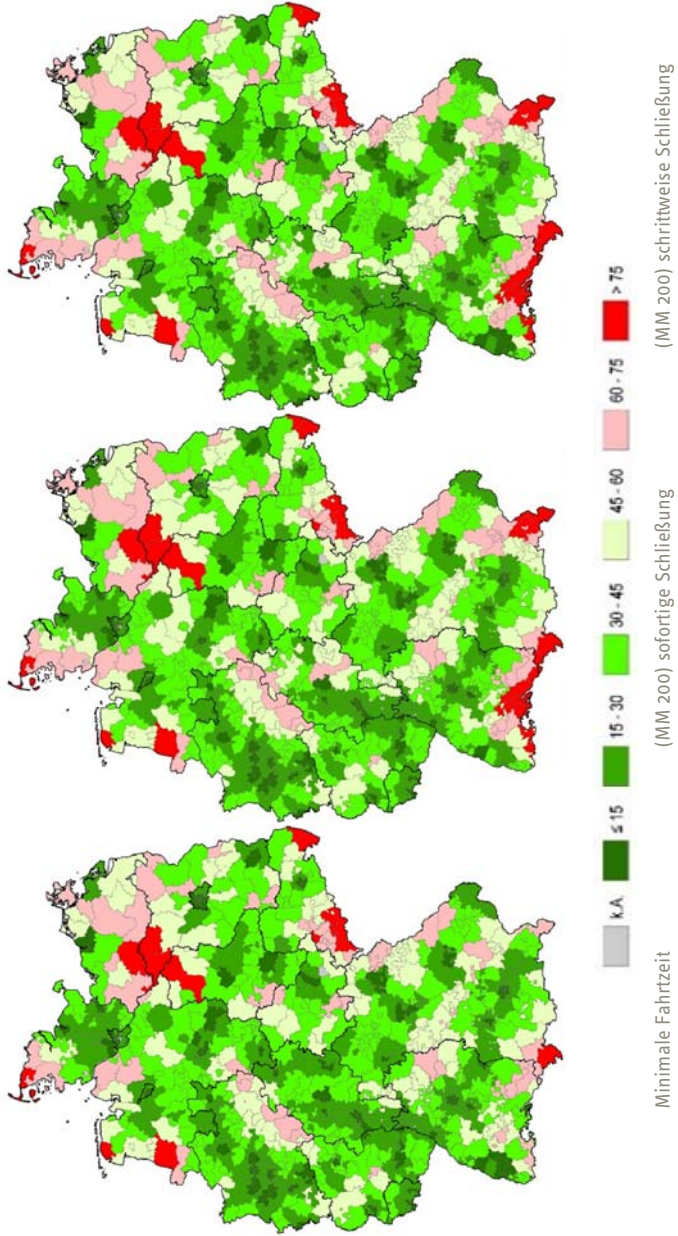 Minimale Fahrtzeit
(MM 200) sofortige Schließung
(MM 200) schrittweise Schließung
k.A.
≤ 15
15 - 30
30 - 45
45 - 60
60 - 75
> 75